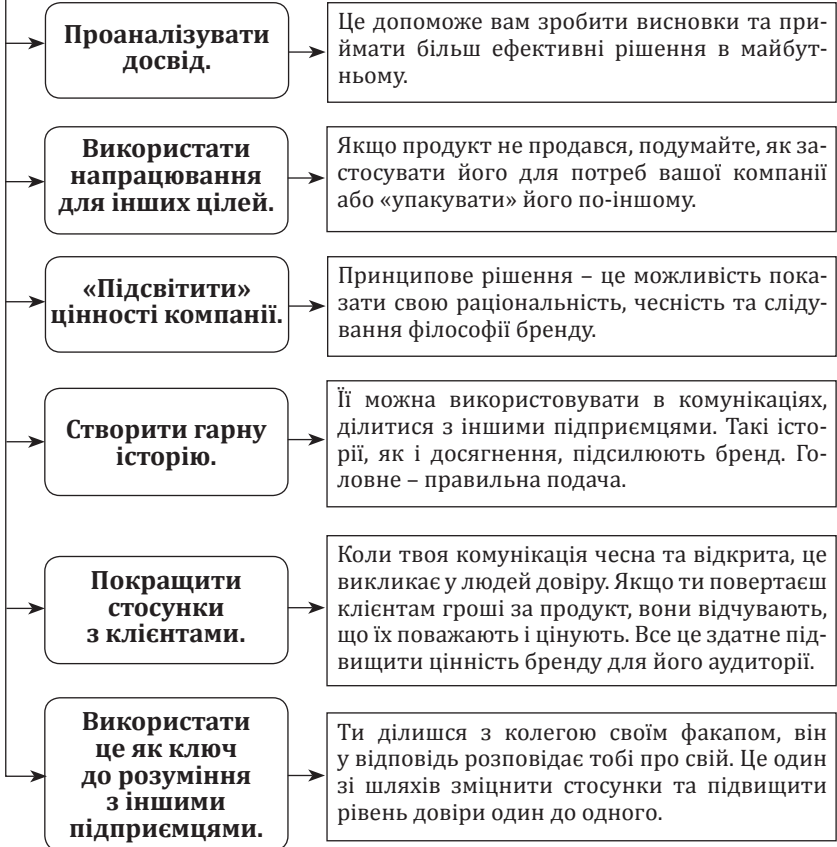 Проаналізувати
досвід.
Це допоможе вам зробити висновки та при-
ймати більш ефективні рішення в майбут-
ньому.
Використати
напрацювання
для інших цілей.
Якщо продукт не продався, подумайте, як за-
стосувати його для потреб вашої компанії
або «упакувати» його по-іншому.
«Підсвітити»
цінності компанії.
Принципове рішення – це можливість пока-
зати свою раціональність, чесність та сліду-
вання філософії бренду.
Створити гарну
історію.
Її можна використовувати в комунікаціях,
ділитися з іншими підприємцями. Такі істо-
рії, як і досягнення, підсилюють бренд. Го-
ловне – правильна подача.
Покращити
стосунки
з клієнтами.
Коли твоя комунікація чесна та відкрита, це
викликає у людей довіру. Якщо ти повертаєш
клієнтам гроші за продукт, вони відчувають,
що їх поважають і цінують. Все це здатне під-
вищити цінність бренду для його аудиторії.
Використати
це як ключ
до розуміння
з іншими
підприємцями.
Ти ділишся з колегою своїм факапом, він
у відповідь розповідає тобі про свій. Це один
зі шляхів зміцнити стосунки та підвищити
рівень довіри один до одного.